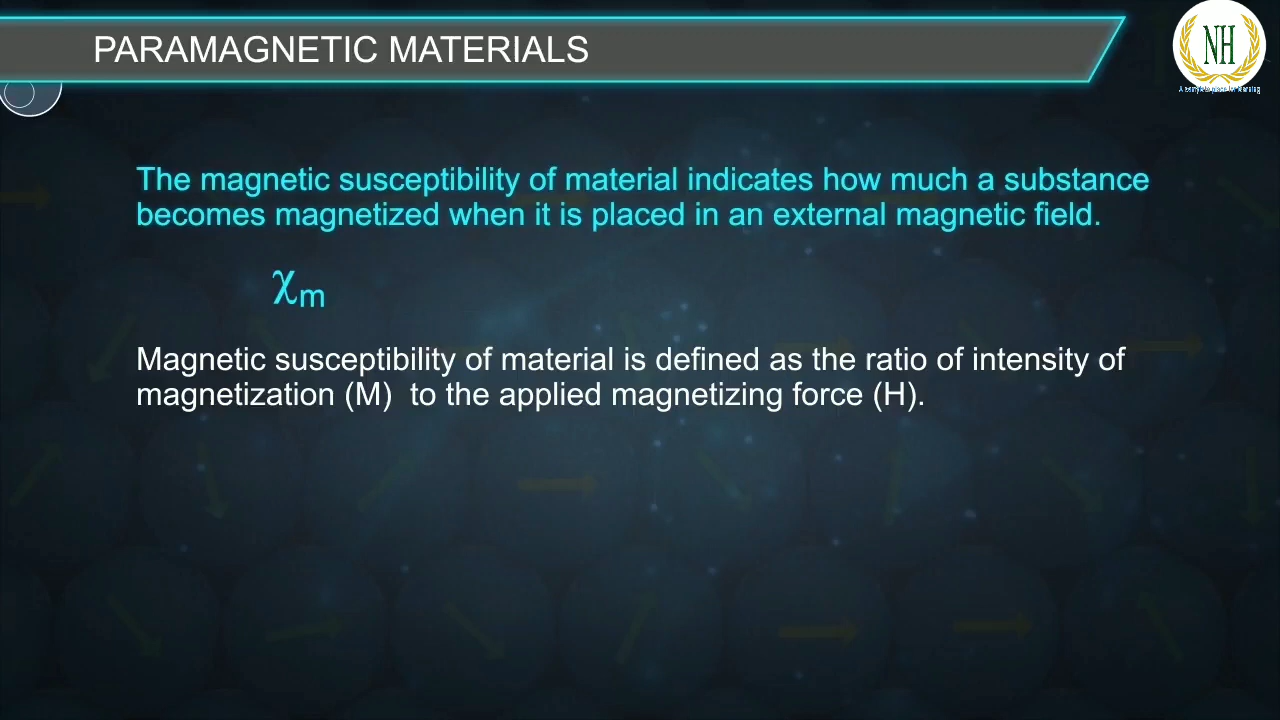 PARAMAGNETIC MATERIALS
NH
The magnetic susceptibility of material indicates how much a substance
becomes magnetized when it is placed in an external magnetic field.
χm
Magnetic susceptibility of material is defined as the ratio of intensity of
magnetization (M)  to the applied magnetizing force (H).